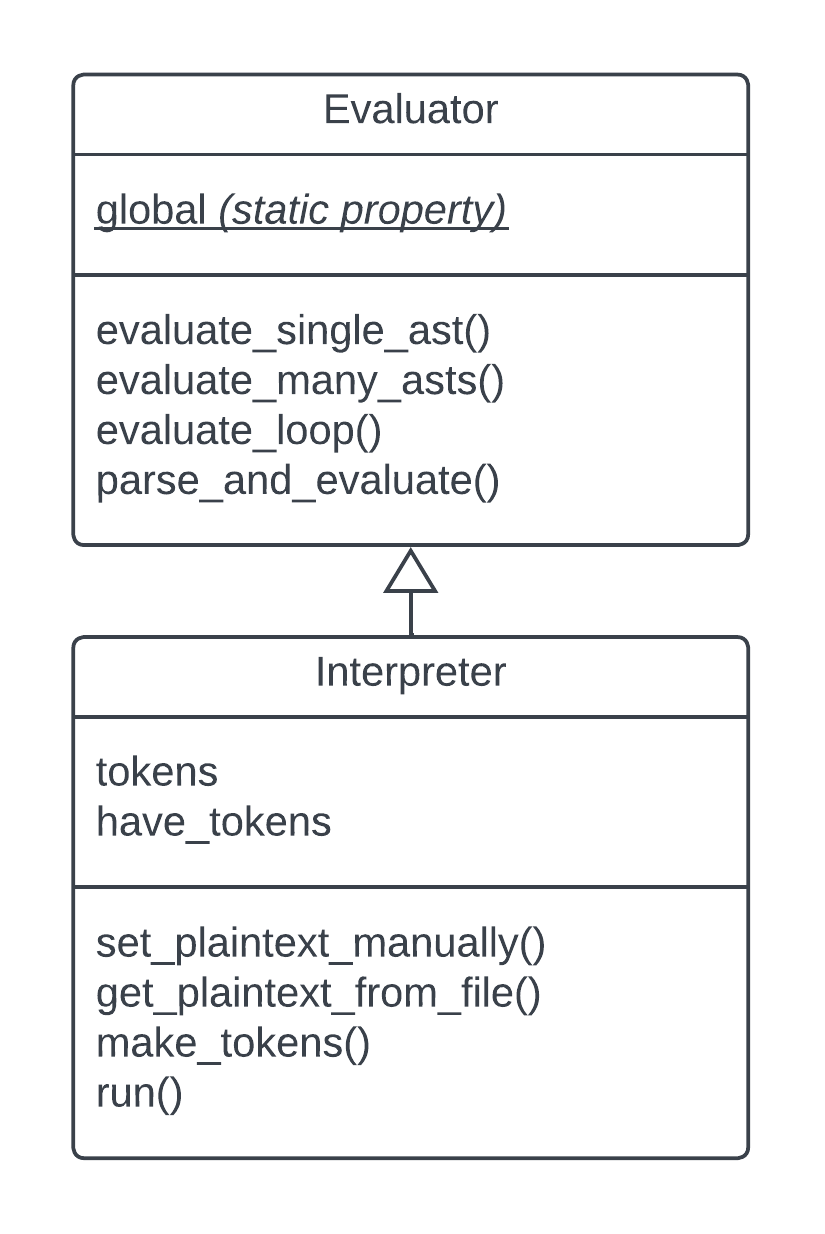 Evaluator
global (static property)
evaluate_single_ast()
evaluate_many_asts()
evaluate_loop()
parse_and_evaluate()
Interpreter
tokens
have_tokens
set_plaintext_manually()
get_plaintext_from_file()
make_tokens()
run()